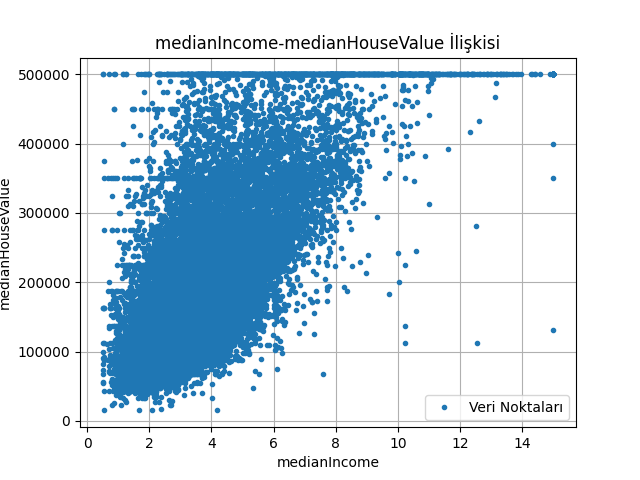 medianIncome-medianHouseValue İlişkisi
500000
400000
300000
200000
100000
0
medianHouseValue
0 2 4 6 8 10 12 14
medianIncome
Veri Noktaları